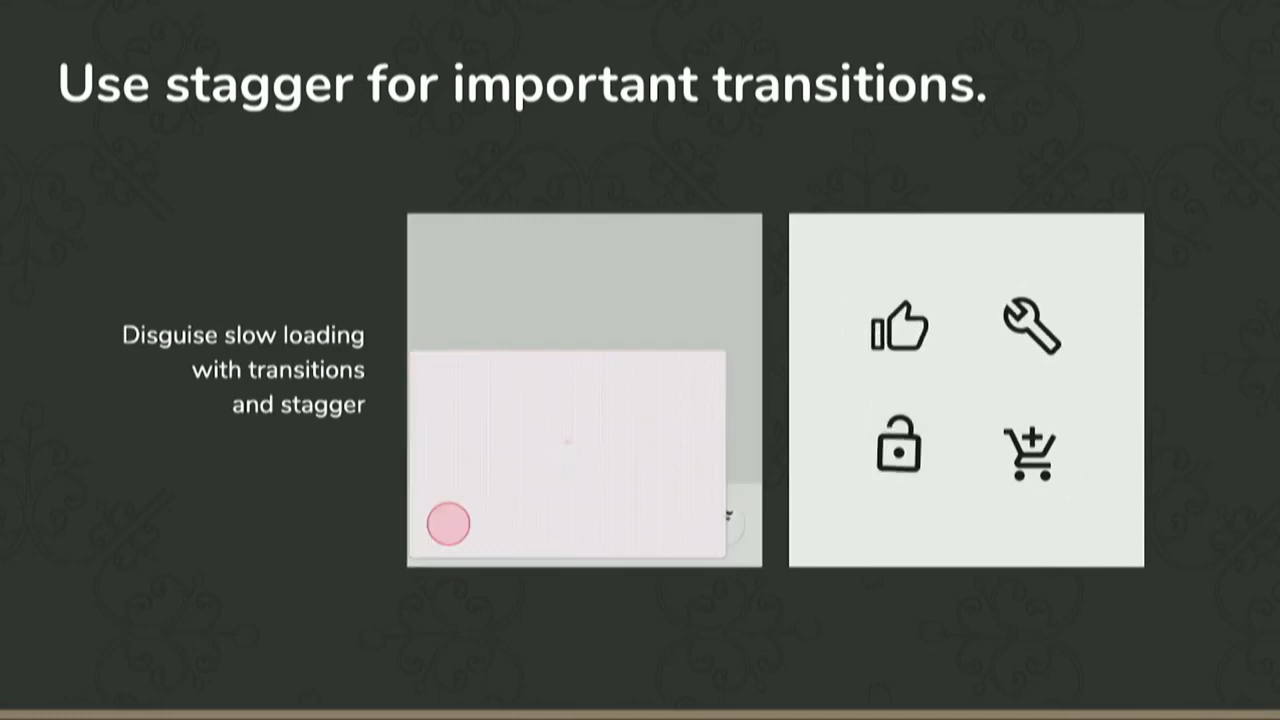 Use stagger for important transitions.
Disguise slow loading
with transitions
and stagger